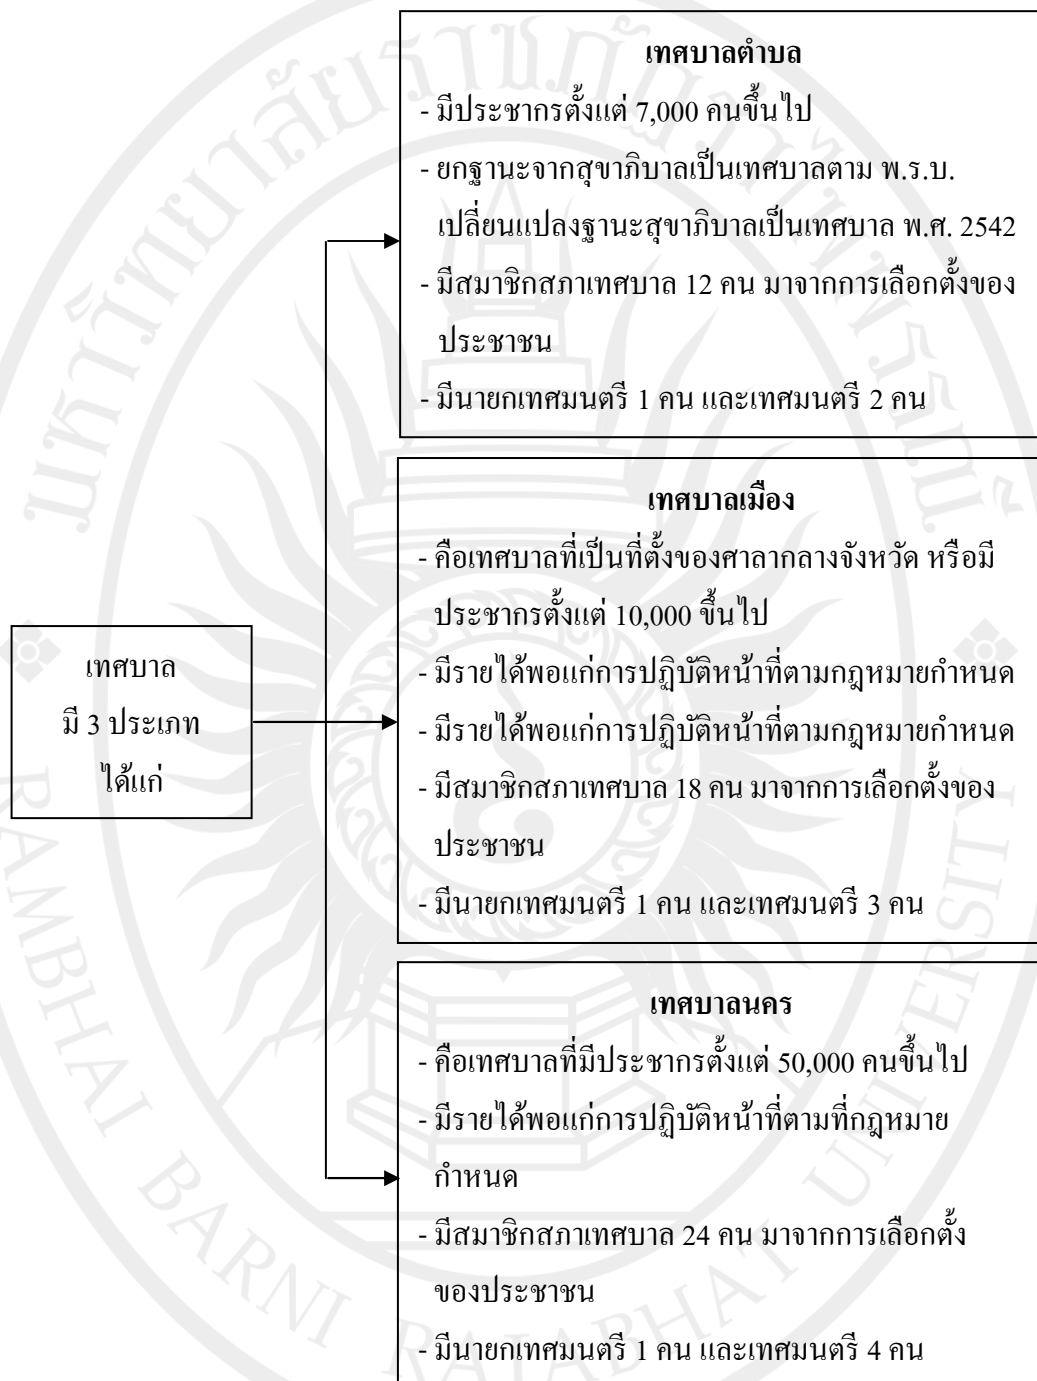 เทศบาล
มี 3 ประเภท
ได้แก่
เทศบาลตำบล
- มีประชากรตั้งแต่ 7,000 คนขึ้นไป
- ยกฐานะจากสุขาภิบาลเป็นเทศบาลตาม พ.ร.บ.
เปลี่ยนแปลงฐานะสุขาภิบาลเป็นเทศบาล พ.ศ. 2542
- มีสมาชิกสภาเทศบาล 12 คน มาจากการเลือกตั้งของ
ประชาชน
- มีนายกเทศมนตรี 1 คน และเทศมนตรี 2 คน
เทศบาลเมือง
- คือเทศบาลที่เป็นที่ตั้งของศาลากลางจังหวัด หรือมี
ประชากรตั้งแต่ 10,000 ขึ้นไป
- มีรายได้พอแก่การปฏิบัติหน้าที่ตามกฎหมายกำหนด
- มีรายได้พอแก่การปฏิบัติหน้าที่ตามกฎหมายกำหนด
- มีสมาชิกสภาเทศบาล 18 คน มาจากการเลือกตั้งของ
ประชาชน
- มีนายกเทศมนตรี 1 คน และเทศมนตรี 3 คน
เทศบาลนคร
- คือเทศบาลที่มีประชากรตั้งแต่ 50,000 คนขึ้นไป
- มีรายได้พอแก่การปฏิบัติหน้าที่ตามที่กฎหมาย
กำหนด
- มีสมาชิกสภาเทศบาล 24 คน มาจากการเลือกตั้ง
ของประชาชน
- มีนายกเทศมนตรี 1 คน และเทศมนตรี 4 คน
มหาวิทยาลัยราชภัฏรำไพพรรณี
RAMBHAI BARNI RAJABHAT UNIVERSITY